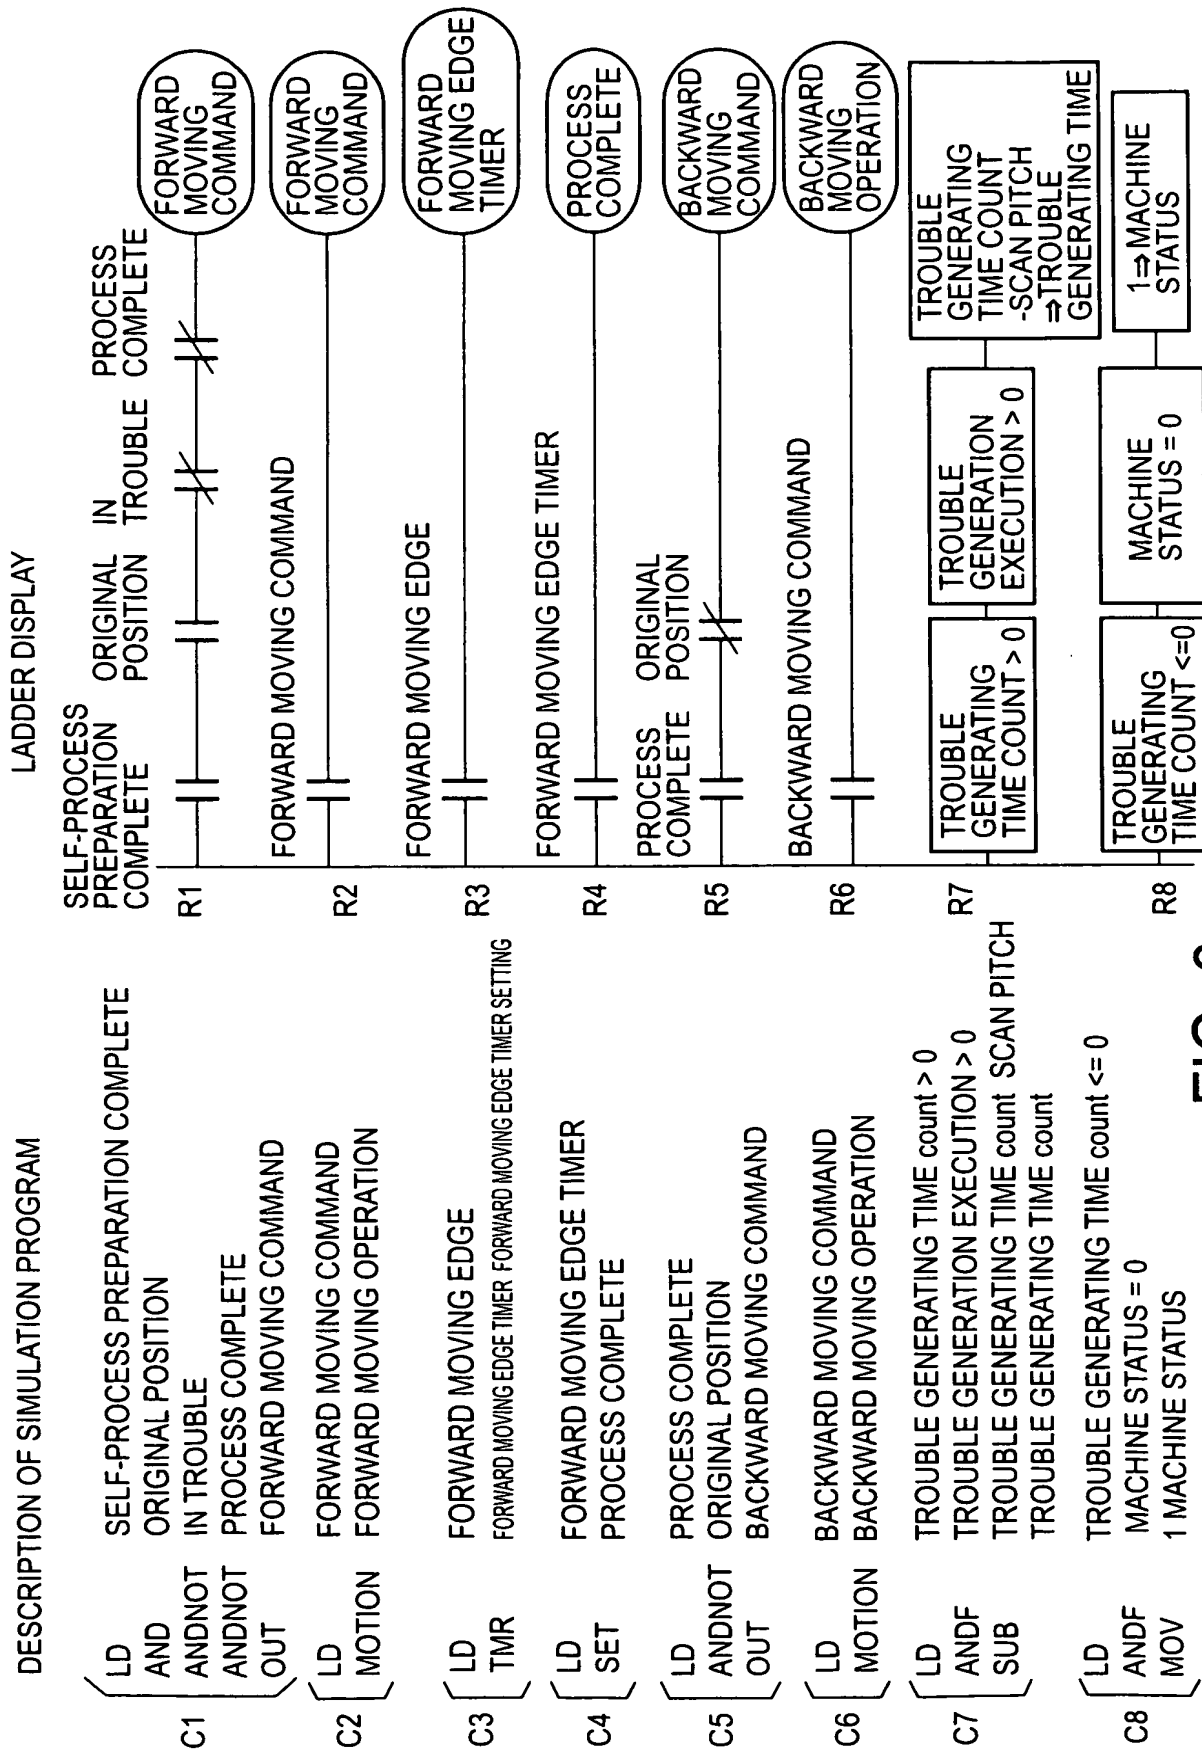 DESCRIPTION OF SIMULATION PROGRAM
C1
LD SELF-PROCESS PREPARATION COMPLETE
AND ORIGINAL POSITION
ANDNOT IN TROUBLE
ANDNOT PROCESS COMPLETE
OUT FORWARD MOVING COMMAND
C2
LD FORWARD MOVING COMMAND
MOTION FORWARD MOVING OPERATION
C3
LD FORWARD MOVING EDGE
TMR FORWARD MOVING EDGE TIMER FORWARD MOVING EDGE TIMER SETTING
C4
LD FORWARD MOVING EDGE TIMER
SET PROCESS COMPLETE
C5
LD PROCESS COMPLETE
ANDNOT ORIGINAL POSITION
OUT BACKWARD MOVING COMMAND
C6
LD BACKWARD MOVING COMMAND
MOTION BACKWARD MOVING OPERATION
C7
LD TROUBLE GENERATING TIME count > 0
ANDF TROUBLE GENERATION EXECUTION > 0
SUB TROUBLE GENERATING TIME count SCAN PITCH
TROUBLE GENERATING TIME count
C8
LD TROUBLE GENERATING TIME count <= 0
ANDF MACHINE STATUS = 0
MOV 1 MACHINE STATUS
LADDER DISPLAY
R1
SELF-PROCESS
PREPARATION
COMPLETE
ORIGINAL
POSITION
IN
TROUBLE
PROCESS
COMPLETE
FORWARD
MOVING
COMMAND
R2
FORWARD MOVING COMMAND
FORWARD
MOVING
COMMAND
R3
FORWARD MOVING EDGE
FORWARD
MOVING EDGE
TIMER
R4
FORWARD MOVING EDGE TIMER
PROCESS
COMPLETE
R5
PROCESS
COMPLETE
ORIGINAL
POSITION
BACKWARD
MOVING
COMMAND
R6
BACKWARD MOVING COMMAND
BACKWARD
MOVING
OPERATION
R7
TROUBLE
GENERATING
TIME COUNT > 0
TROUBLE
GENERATION
EXECUTION > 0
TROUBLE
GENERATING
TIME COUNT
-SCAN PITCH
⇒TROUBLE
GENERATING TIME
R8
TROUBLE
GENERATING
TIME COUNT <=0
MACHINE
STATUS = 0
1⇒MACHINE
STATUS